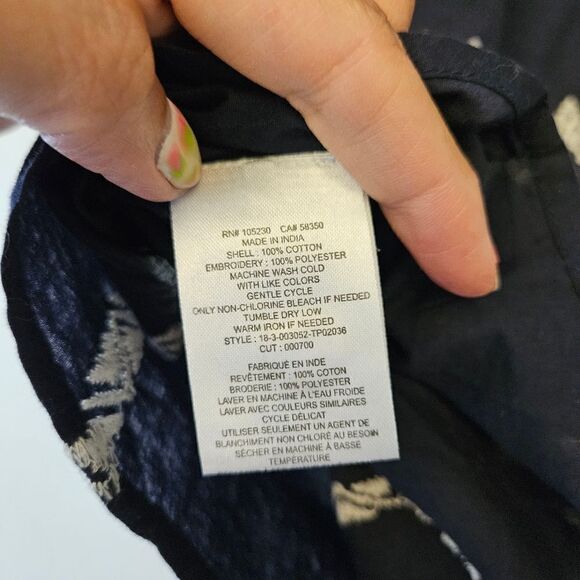 RN# 105230 CA# 58350
MADE IN INDIA
SHELL : 100% COTTON
EMBROIDERY : 100% POLYESTER
MACHINE WASH COLD
WITH LIKE COLORS
GENTLE CYCLE
ONLY NON-CHLORINE BLEACH IF NEEDED
TUMBLE DRY LOW
WARM IRON IF NEEDED
STYLE : 18-3-003052-TP02036
CUT : 000700
FABRIQUÉ EN INDE
REVÊTEMENT : 100% COTON
BRODERIE : 100% POLYESTER
LAVER EN MACHINE À L'EAU FROIDE
LAVER AVEC COULEURS SIMILAIRES
CYCLE DÉLICAT
UTILISER SEULEMENT UN AGENT DE
BLANCHIMENT NON CHLORÉ AU BESOIN
SÉCHER EN MACHINE À BASSE
TEMPÉRATURE